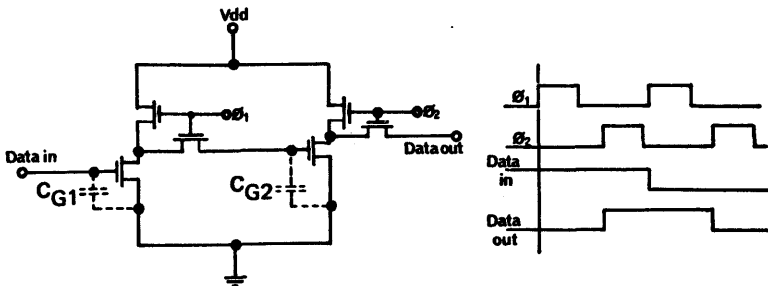 Vdd
Ø1
Ø2
Data in
Data out
CG1
CG2
Ø1
Ø2
Data
in
Data
out